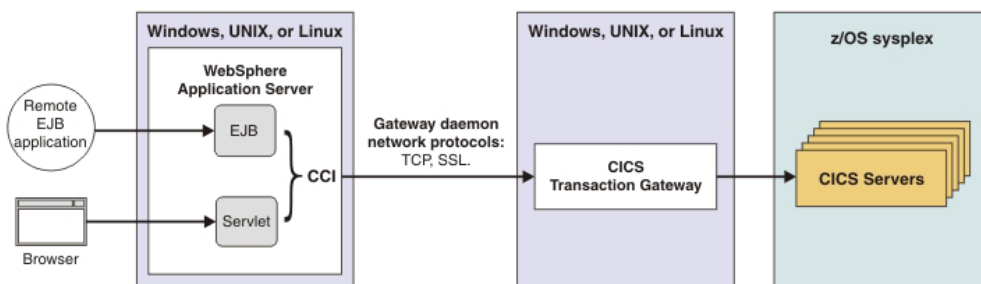 Windows, UNIX, or Linux
WebSphere
Application Server
Remote
EJB
application
EJB
CCI
Servlet
Browser
Gateway daemon
network protocols:
TCP, SSL.
Windows, UNIX, or Linux
CICS
Transaction Gateway
z/OS sysplex
CICS Servers